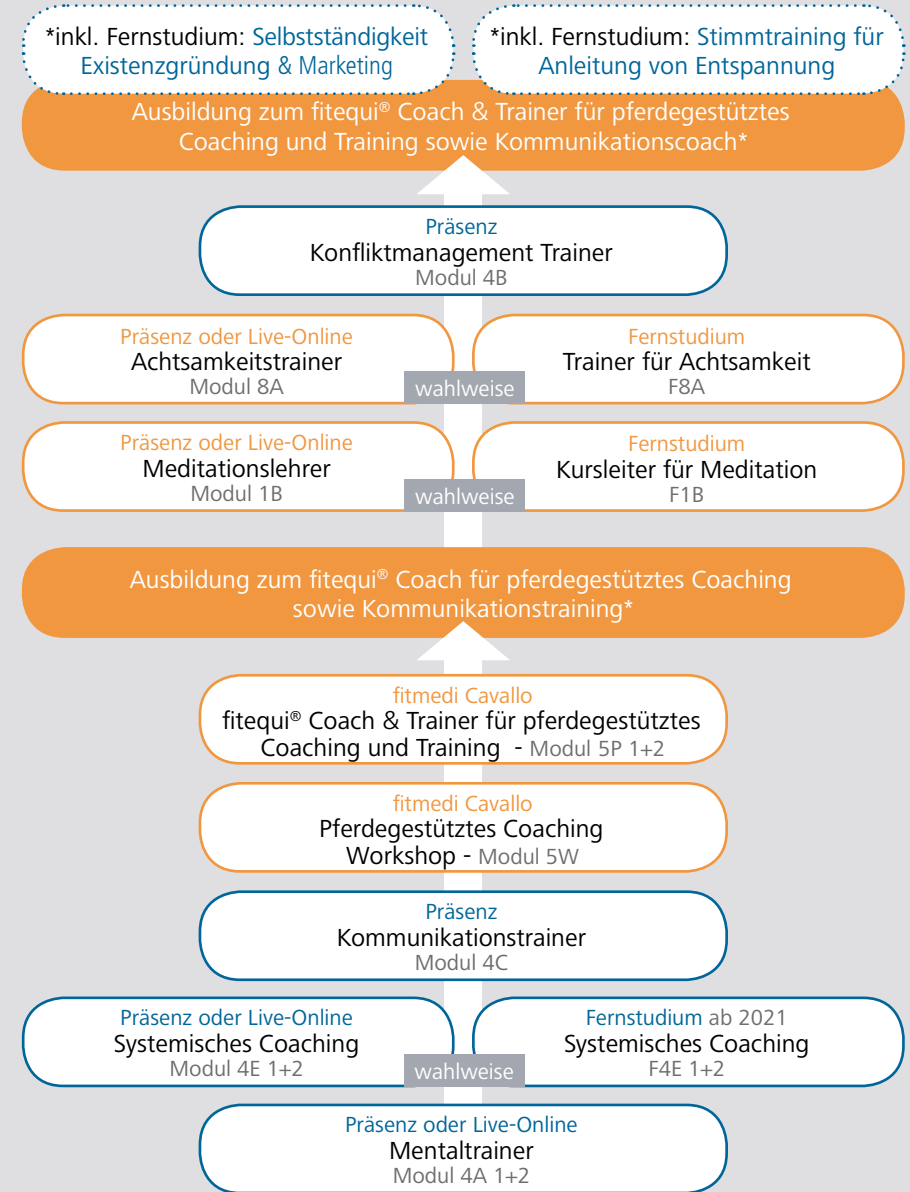 *inkl. Fernstudium: Selbstständigkeit
Existenzgründung & Marketing
*inkl. Fernstudium: Stimmtraining für
Anleitung von Entspannung
Ausbildung zum fitequi® Coach & Trainer für pferdegestütztes
Coaching und Training sowie Kommunikationscoach*
Präsenz
Konfliktmanagement Trainer
Modul 4B
Präsenz oder Live-Online
Achtsamkeitstrainer
Modul 8A
wahlweise
Fernstudium
Trainer für Achtsamkeit
F8A
Präsenz oder Live-Online
Meditationslehrer
Modul 1B
wahlweise
Fernstudium
Kursleiter für Meditation
F1B
Ausbildung zum fitequi® Coach für pferdegestütztes Coaching
sowie Kommunikationstraining*
fitmedi Cavallo
fitequi® Coach & Trainer für pferdegestütztes
Coaching und Training - Modul 5P 1+2
fitmedi Cavallo
Pferdegestütztes Coaching
Workshop - Modul 5W
Präsenz
Kommunikationstrainer
Modul 4C
Präsenz oder Live-Online
Systemisches Coaching
Modul 4E 1+2
wahlweise
Fernstudium ab 2021
Systemisches Coaching
F4E 1+2
Präsenz oder Live-Online
Mentaltrainer
Modul 4A 1+2